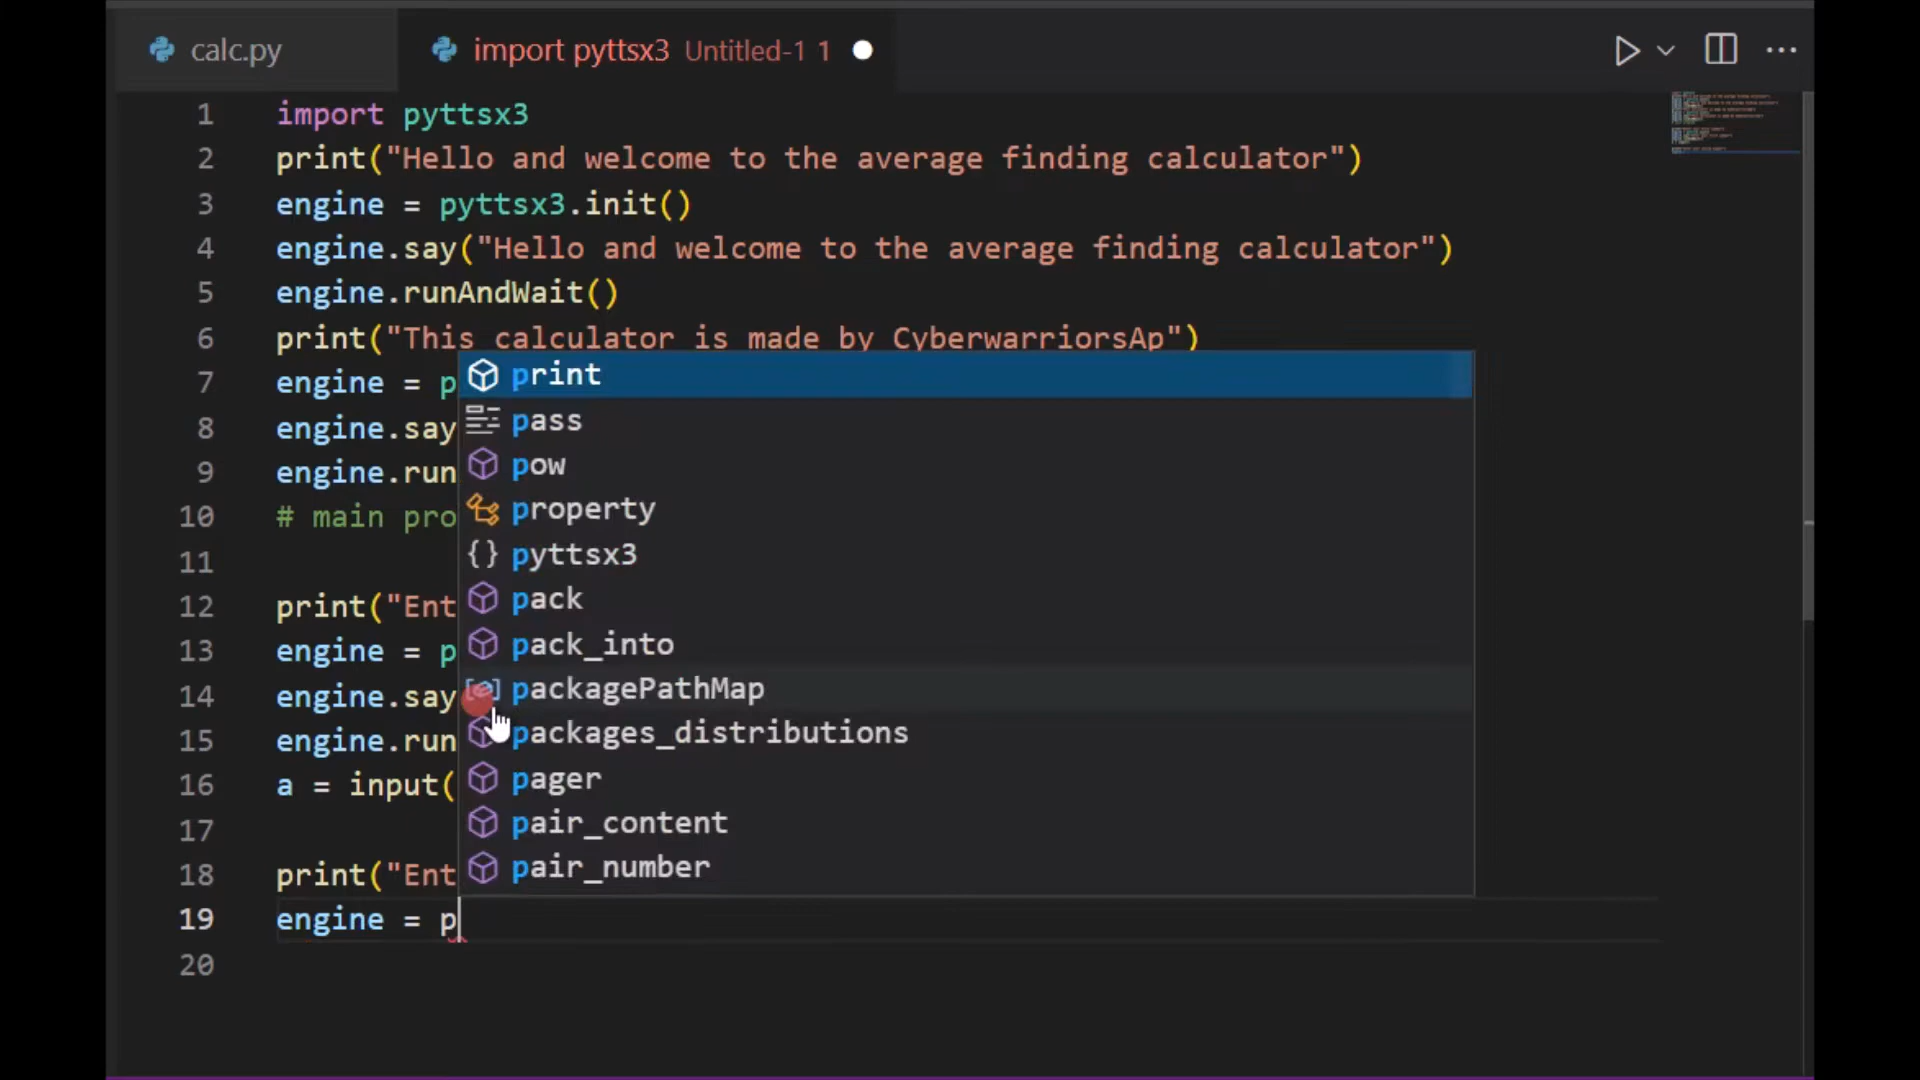 calc.py
import pyttsx3 Untitled-1 1
1 import pyttsx3
2 print("Hello and welcome to the average finding calculator")
3 engine = pyttsx3.init()
4 engine.say("Hello and welcome to the average finding calculator")
5 engine.runAndWait()
6 print("This calculator is made by CyberwarriorsAp")
7 engine = p
8 engine.say
9 engine.run
10 # main pro
11
12 print("Ent
13 engine = p
14 engine.say
15 engine.run
16 a = input(
17
18 print("Ent
19 engine = p
20
print
pass
pow
property
pyttsx3
pack
pack_into
packagePathMap
packages_distributions
pager
pair_content
pair_number